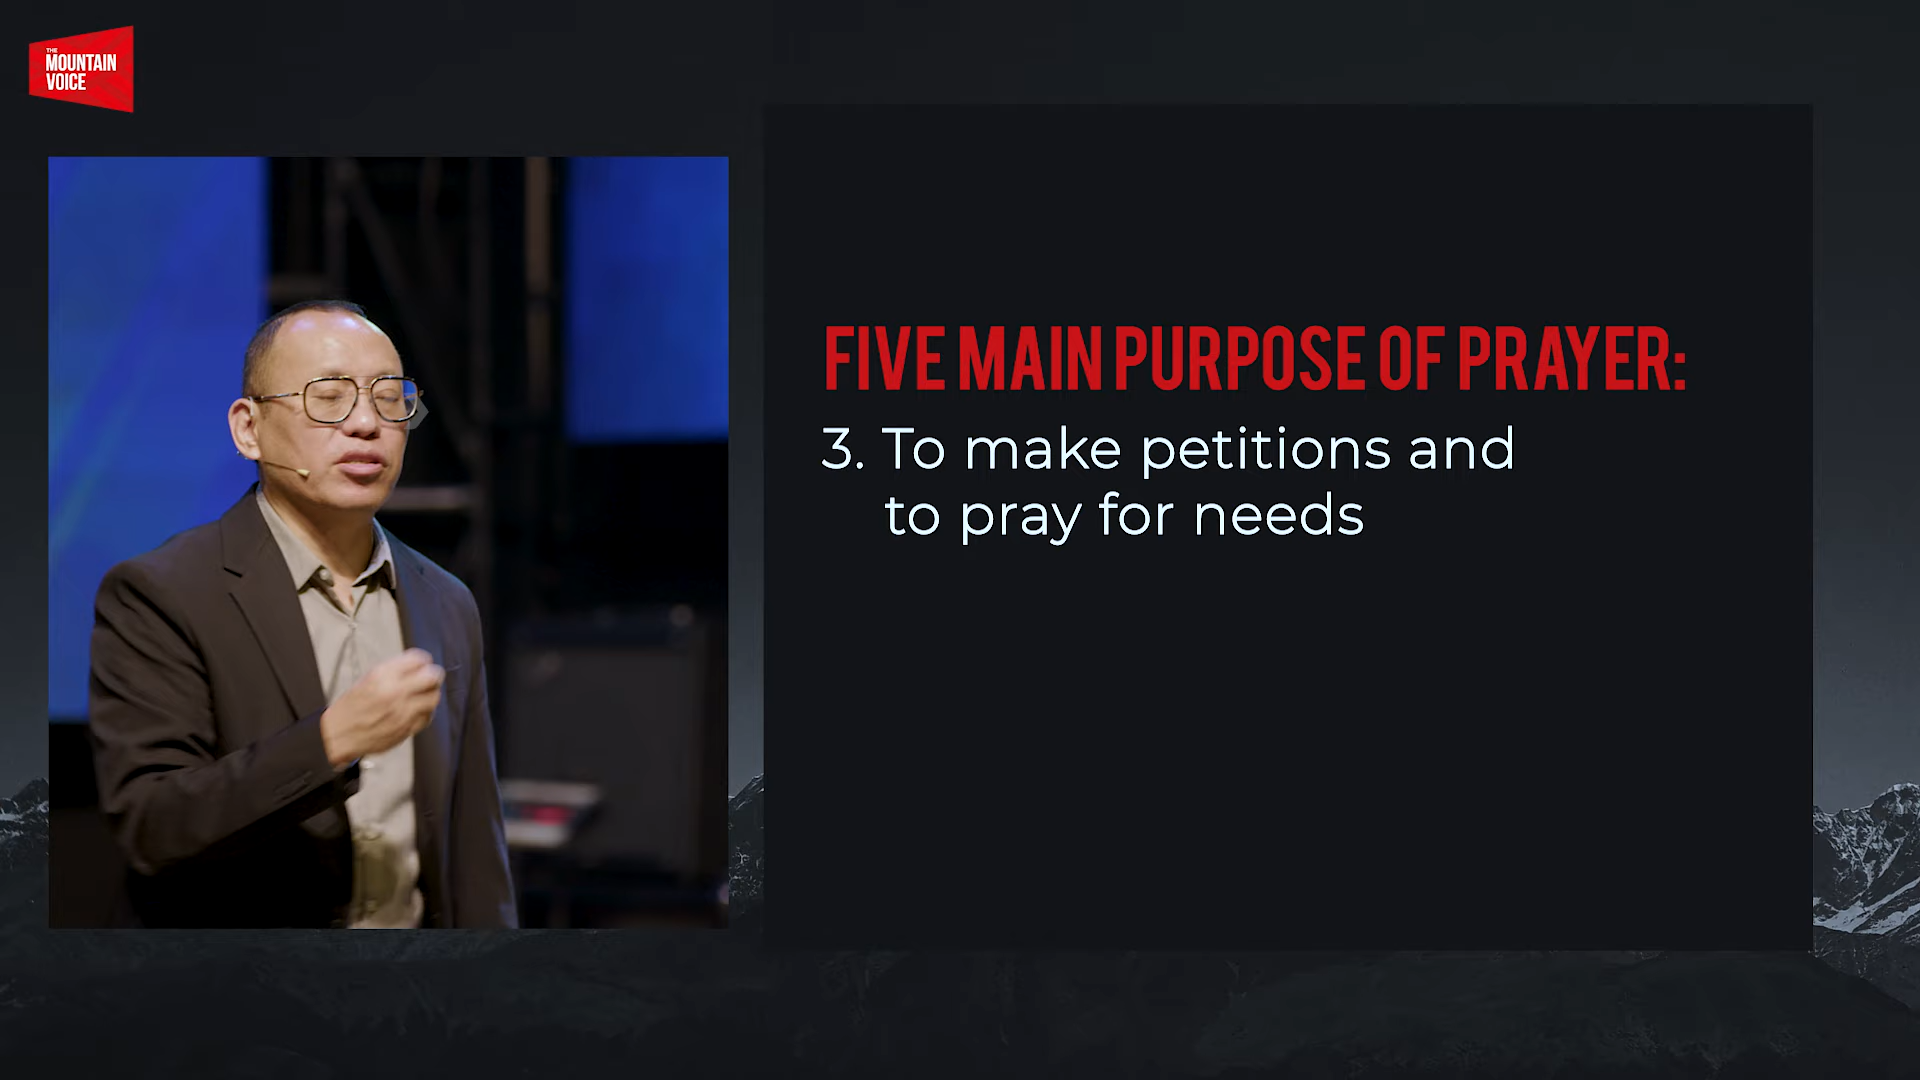 THE
MOUNTAIN
VOICE
FIVE MAIN PURPOSE OF PRAYER:
3. To make petitions and
to pray for needs